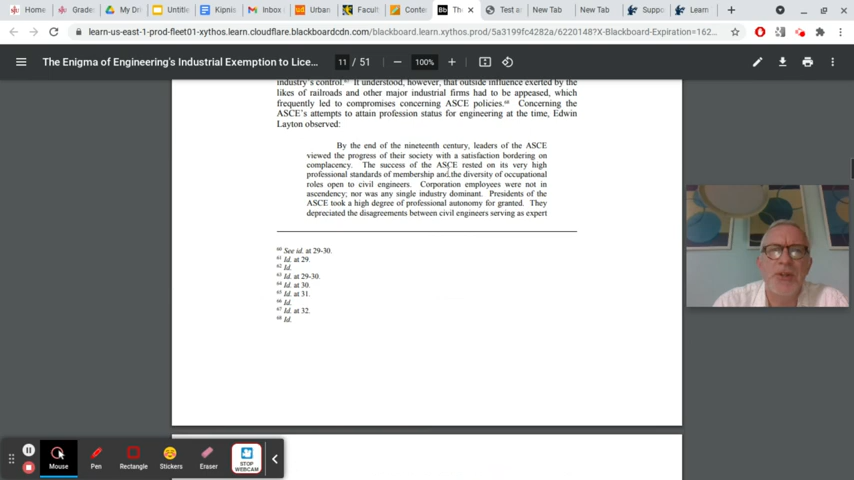 Home
Grade
My Dri
Untitle
Kipnis
Inbox
Urban
Facult
Conte
The
Test an
New Tab
New Tab
Suppo
Learn
learn-us-east-1-prod-fleet01-xythos.learn.cloudflare.blackboardcdn.com/blackboard.learn.xythos.prod/5a3199fc4282a/6220148?X-Blackboard-Expiration=162...
The Enigma of Engineering's Industrial Exemption to Lice...
11 / 51
100%
industry's control.⁶⁷ It understood, however, that outside influence exerted by the
likes of railroads and other major industrial firms had to be appeased, which
frequently led to compromises concerning ASCE policies.⁶⁸ Concerning the
ASCE's attempts to attain profession status for engineering at the time, Edwin
Layton observed:
By the end of the nineteenth century, leaders of the ASCE
viewed the progress of their society with a satisfaction bordering on
complacency. The success of the ASCE rested on its very high
professional standards of membership and the diversity of occupational
roles open to civil engineers. Corporation employees were not in
ascendency; nor was any single industry dominant. Presidents of the
ASCE took a high degree of professional autonomy for granted. They
depreciated the disagreements between civil engineers serving as expert
⁶⁰ See id. at 29-30.
⁶¹ Id. at 29.
⁶² Id.
⁶³ Id. at 29-30.
⁶⁴ Id. at 30.
⁶⁵ Id. at 31.
⁶⁶ Id.
⁶⁷ Id. at 32.
⁶⁸ Id.
Mouse
Pen
Rectangle
Stickers
Eraser
STOP
WEBCAM